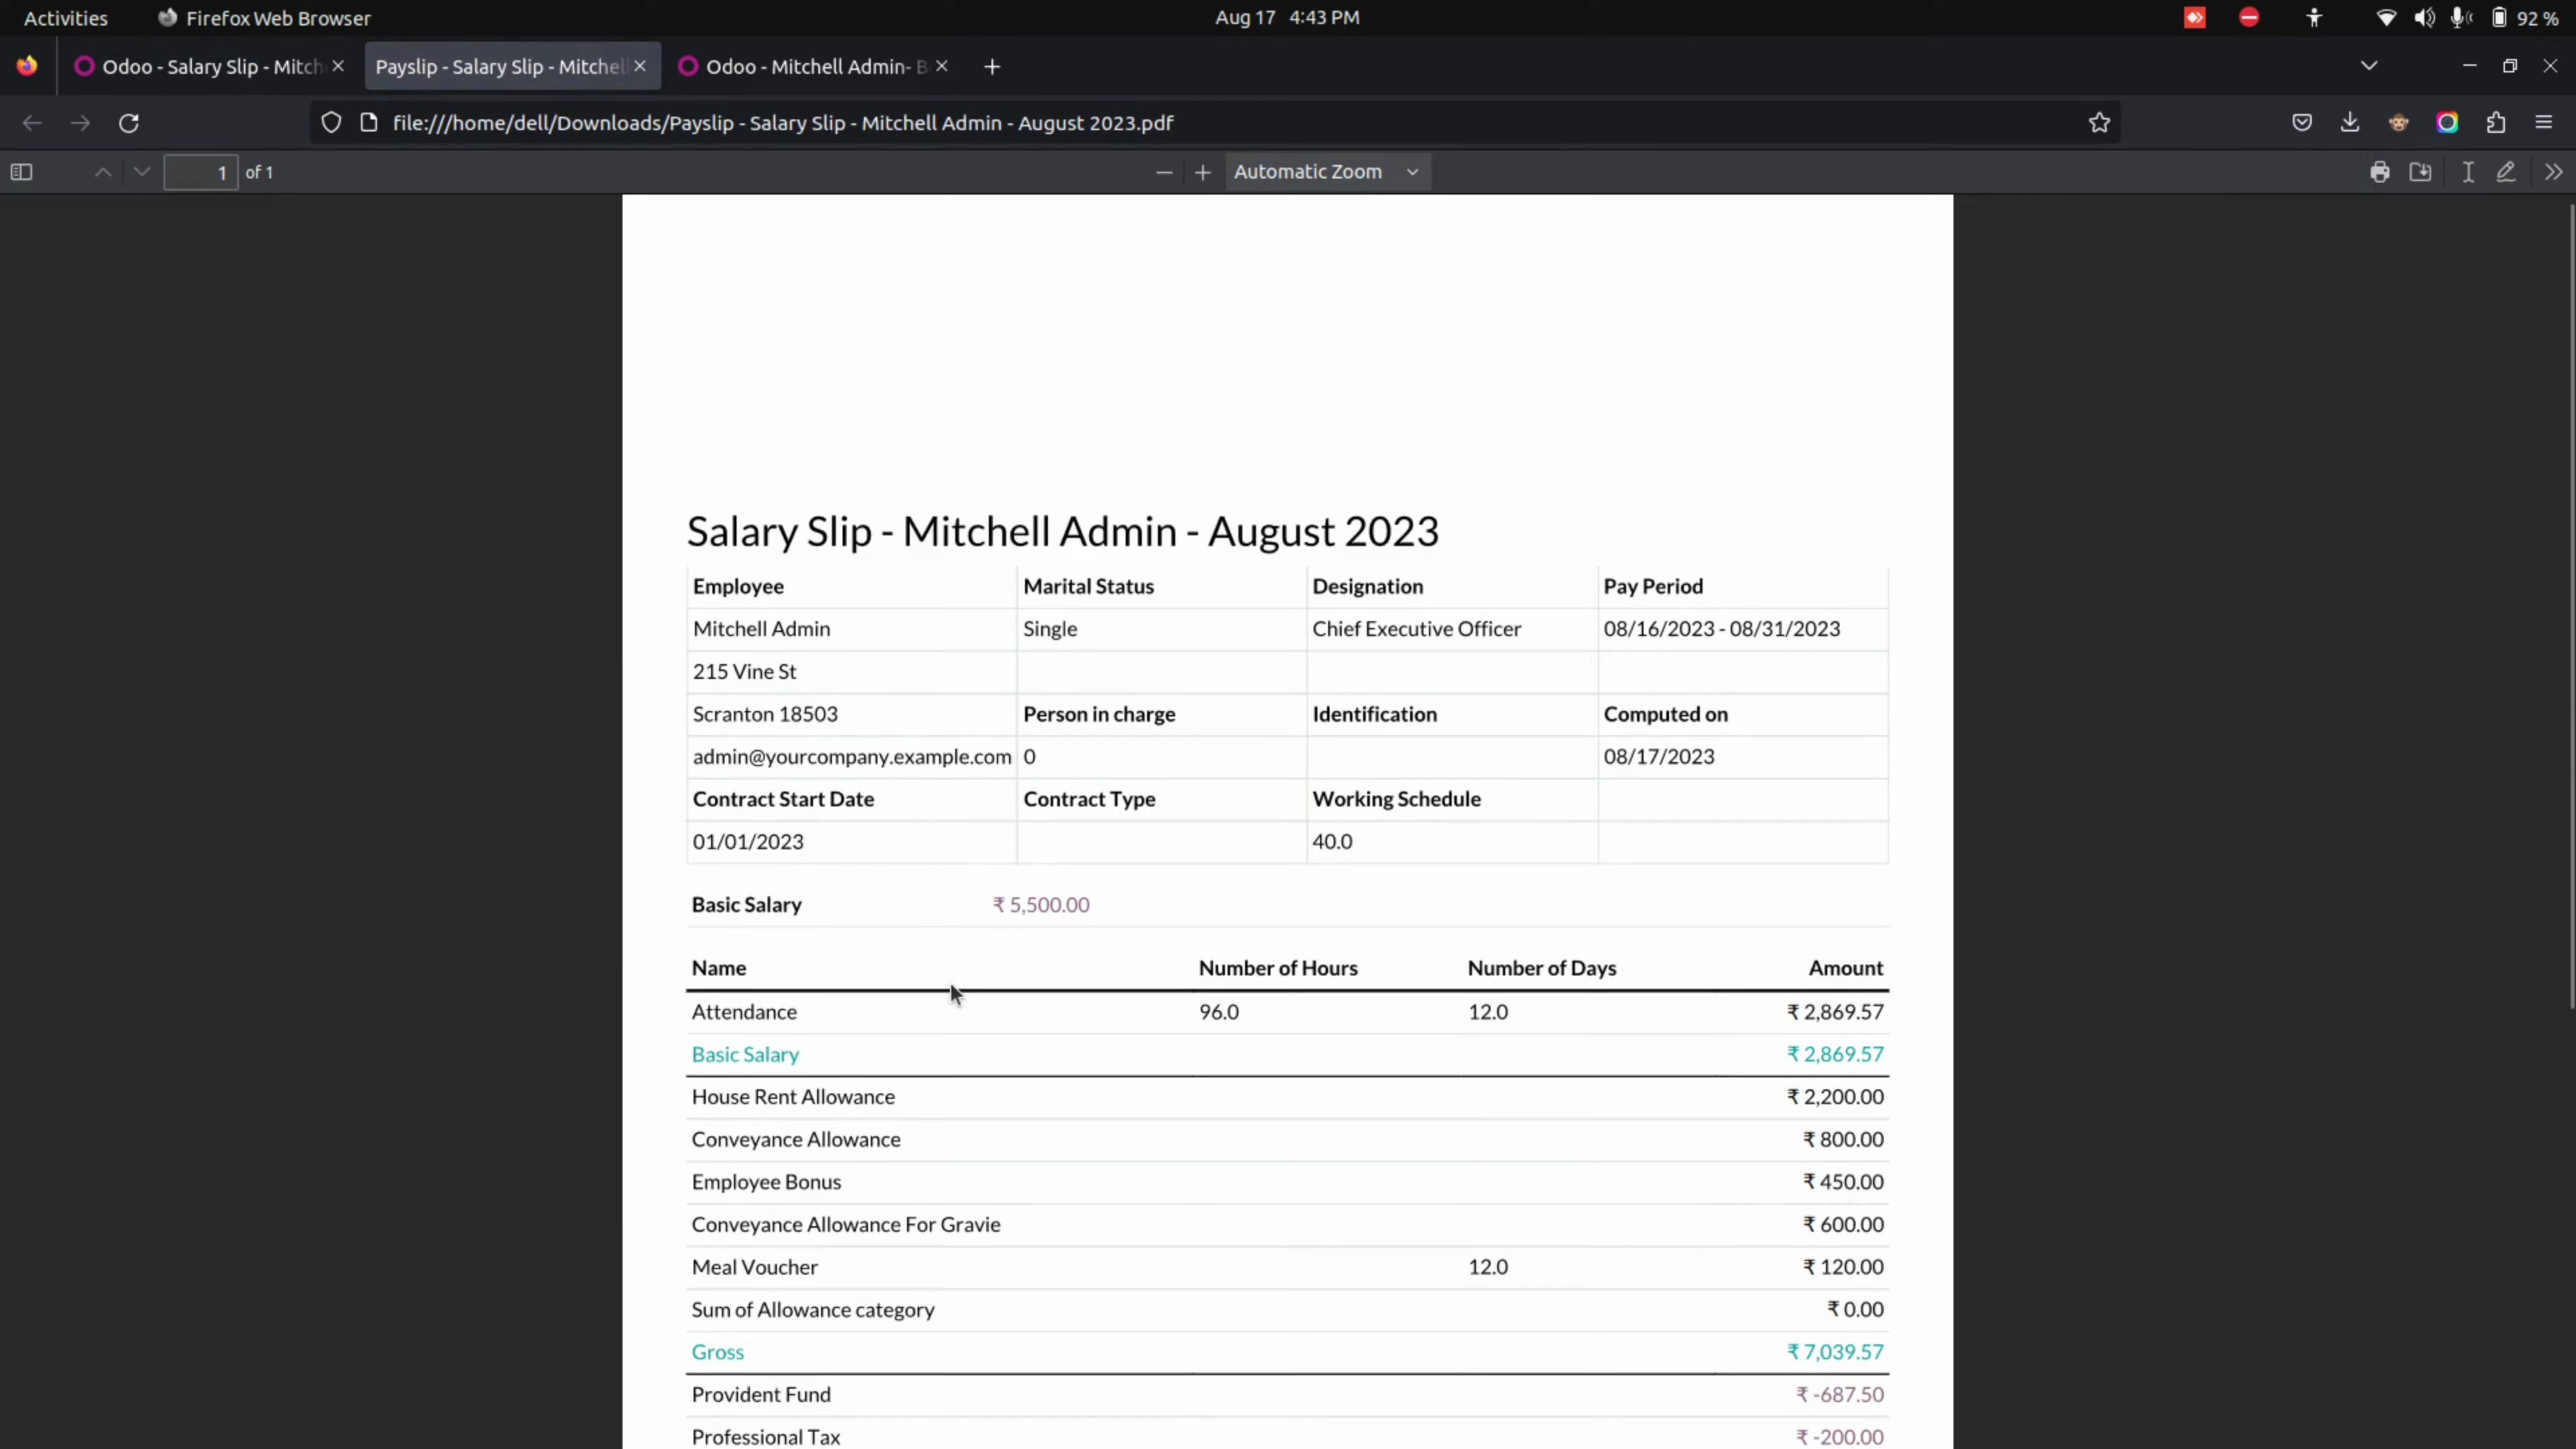 Activities Firefox Web Browser Aug 17 4:43 PM 92 %
Odoo - Salary Slip - Mitch Payslip - Salary Slip - Mitchell Odoo - Mitchell Admin- B
file:///home/dell/Downloads/Payslip - Salary Slip - Mitchell Admin - August 2023.pdf
1 of 1 Automatic Zoom
Salary Slip - Mitchell Admin - August 2023
Employee Marital Status Designation Pay Period
Mitchell Admin Single Chief Executive Officer 08/16/2023 - 08/31/2023
215 Vine St
Scranton 18503 Person in charge Identification Computed on
admin@yourcompany.example.com 0 08/17/2023
Contract Start Date Contract Type Working Schedule
01/01/2023 40.0
Basic Salary ₹ 5,500.00
Name Number of Hours Number of Days Amount
Attendance 96.0 12.0 ₹ 2,869.57
Basic Salary ₹ 2,869.57
House Rent Allowance ₹ 2,200.00
Conveyance Allowance ₹ 800.00
Employee Bonus ₹ 450.00
Conveyance Allowance For Gravie ₹ 600.00
Meal Voucher 12.0 ₹ 120.00
Sum of Allowance category ₹ 0.00
Gross ₹ 7,039.57
Provident Fund ₹ -687.50
Professional Tax ₹ -200.00